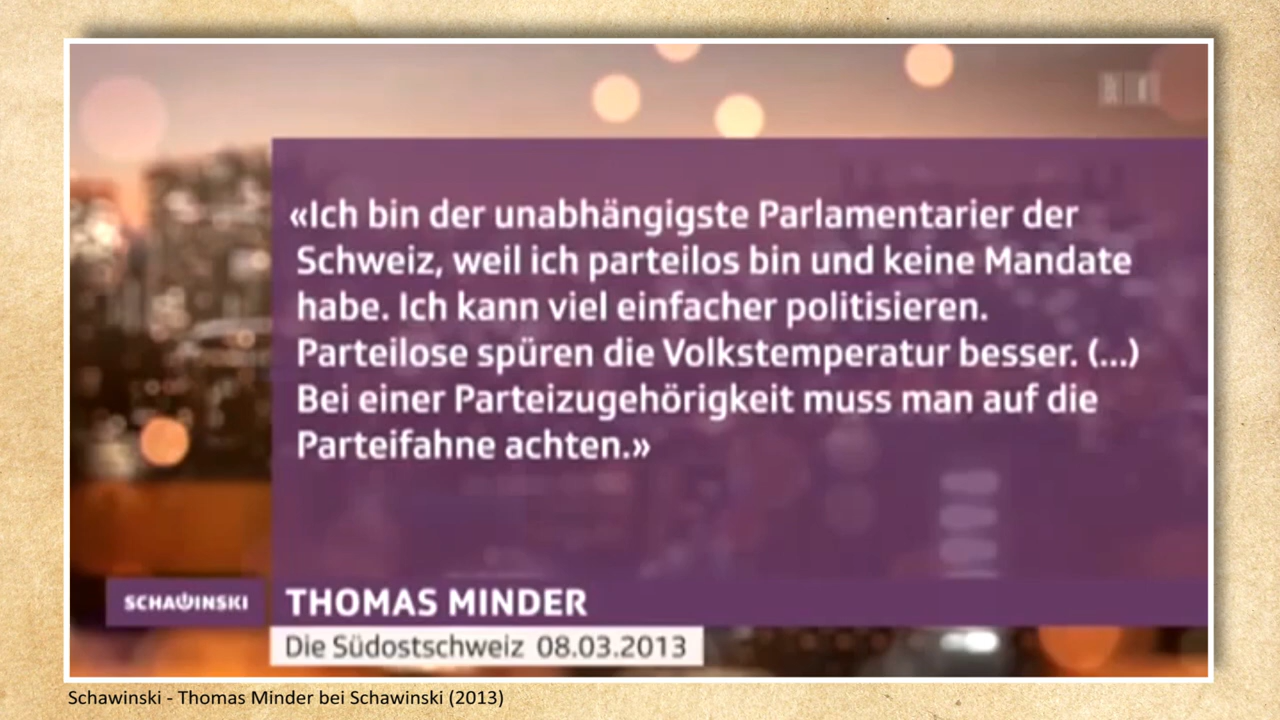 «Ich bin der unabhängigste Parlamentarier der
Schweiz, weil ich parteilos bin und keine Mandate
habe. Ich kann viel einfacher politisieren.
Parteilose spüren die Volkstemperatur besser. (...)
Bei einer Parteizugehörigkeit muss man auf die
Parteifahne achten.»
SCHAWINSKI
THOMAS MINDER
Die Südostschweiz 08.03.2013
Schawinski - Thomas Minder bei Schawinski (2013)